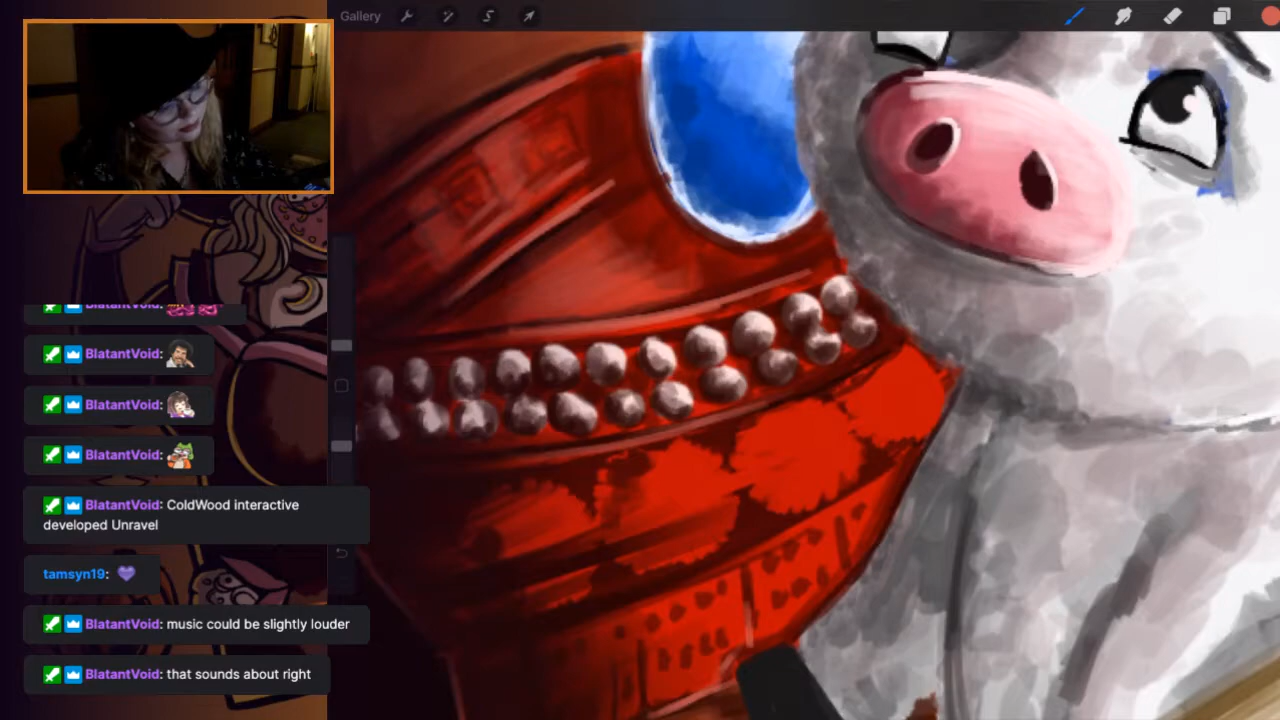 Gallery
BlatantVoid:
BlatantVoid:
BlatantVoid:
BlatantVoid:
BlatantVoid: ColdWood interactive
developed Unravel
tamsyn19:
BlatantVoid: music could be slightly louder
BlatantVoid: that sounds about right